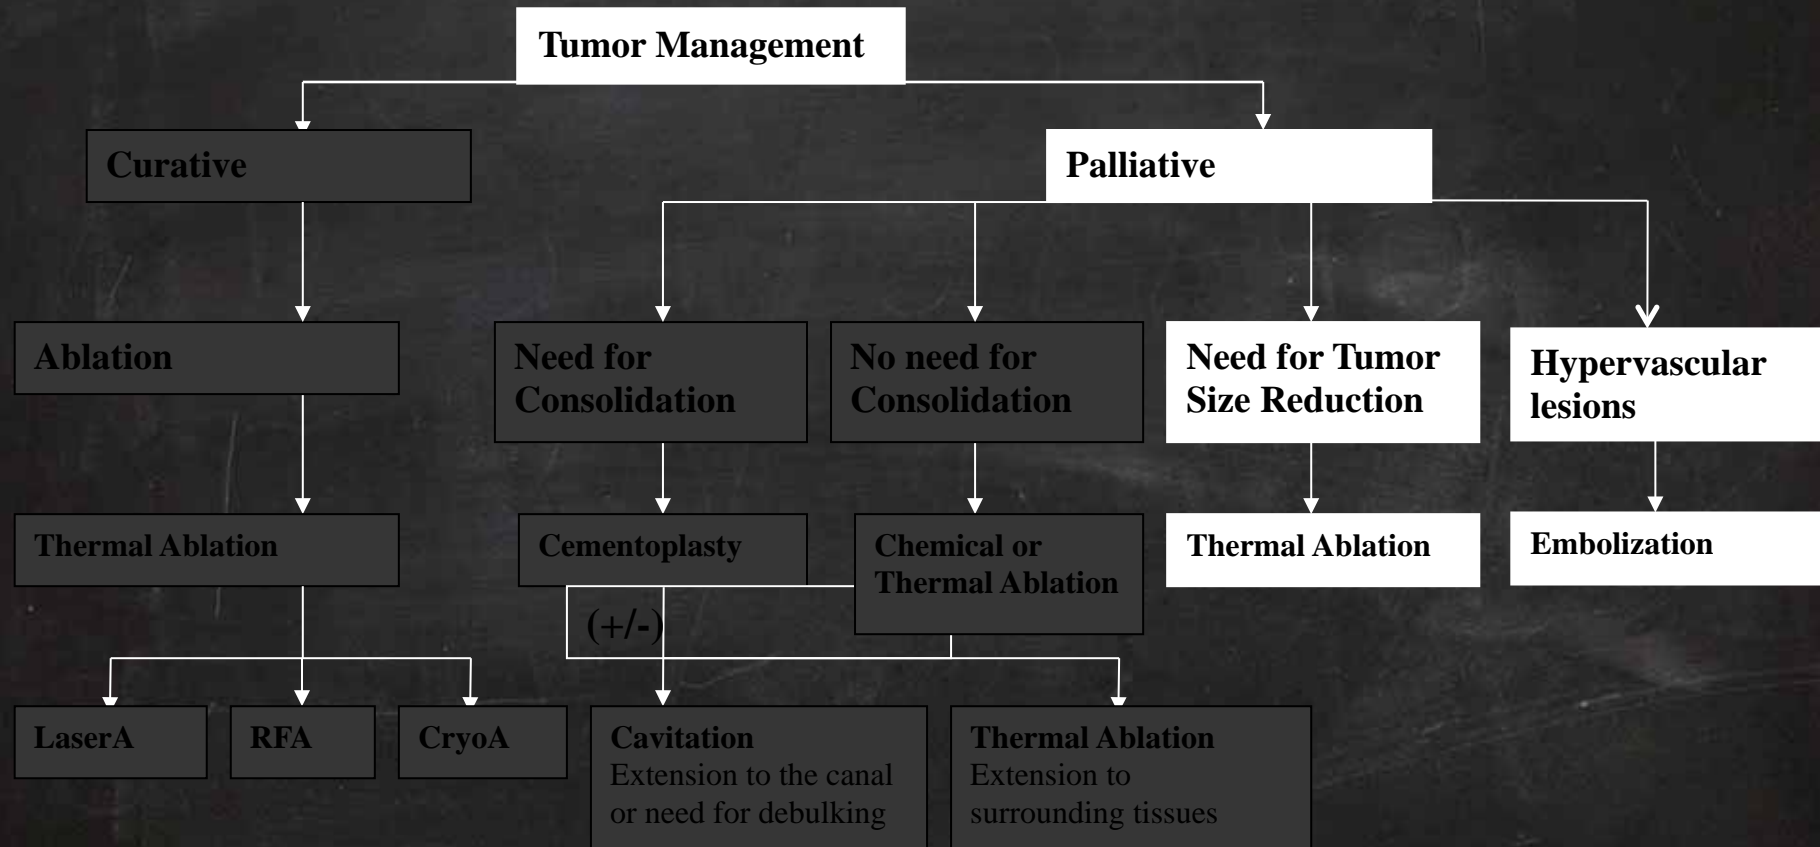 Tumor Management
Curative
Palliative
Ablation
Need for
Consolidation
No need for
Consolidation
Need for Tumor
Size Reduction
Hypervascular
lesions
Thermal Ablation
Cementoplasty
Chemical or
Thermal Ablation
Thermal Ablation
Embolization
(+/-)
LaserA
RFA
CryoA
Cavitation
Extension to the canal
or need for debulking
Thermal Ablation
Extension to
surrounding tissues